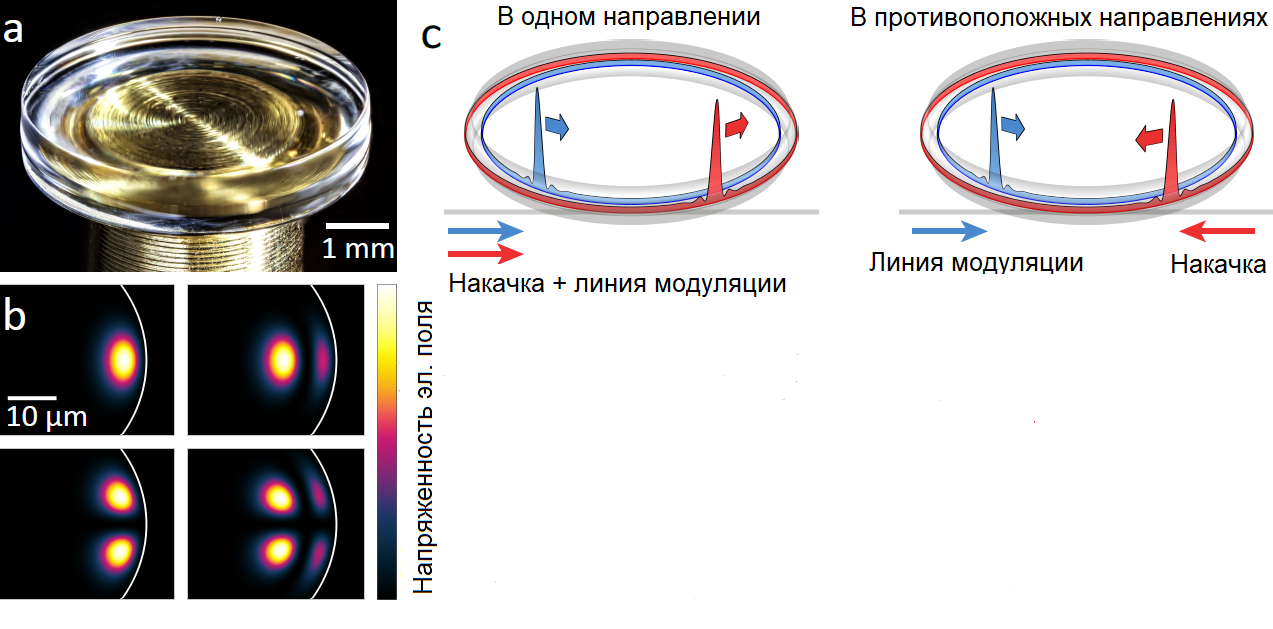 a
1 mm
b
10 µm
Напряженность эл. поля
c
В одном направлении
В противоположных направлениях
Накачка + линия модуляции
Линия модуляции
Накачка